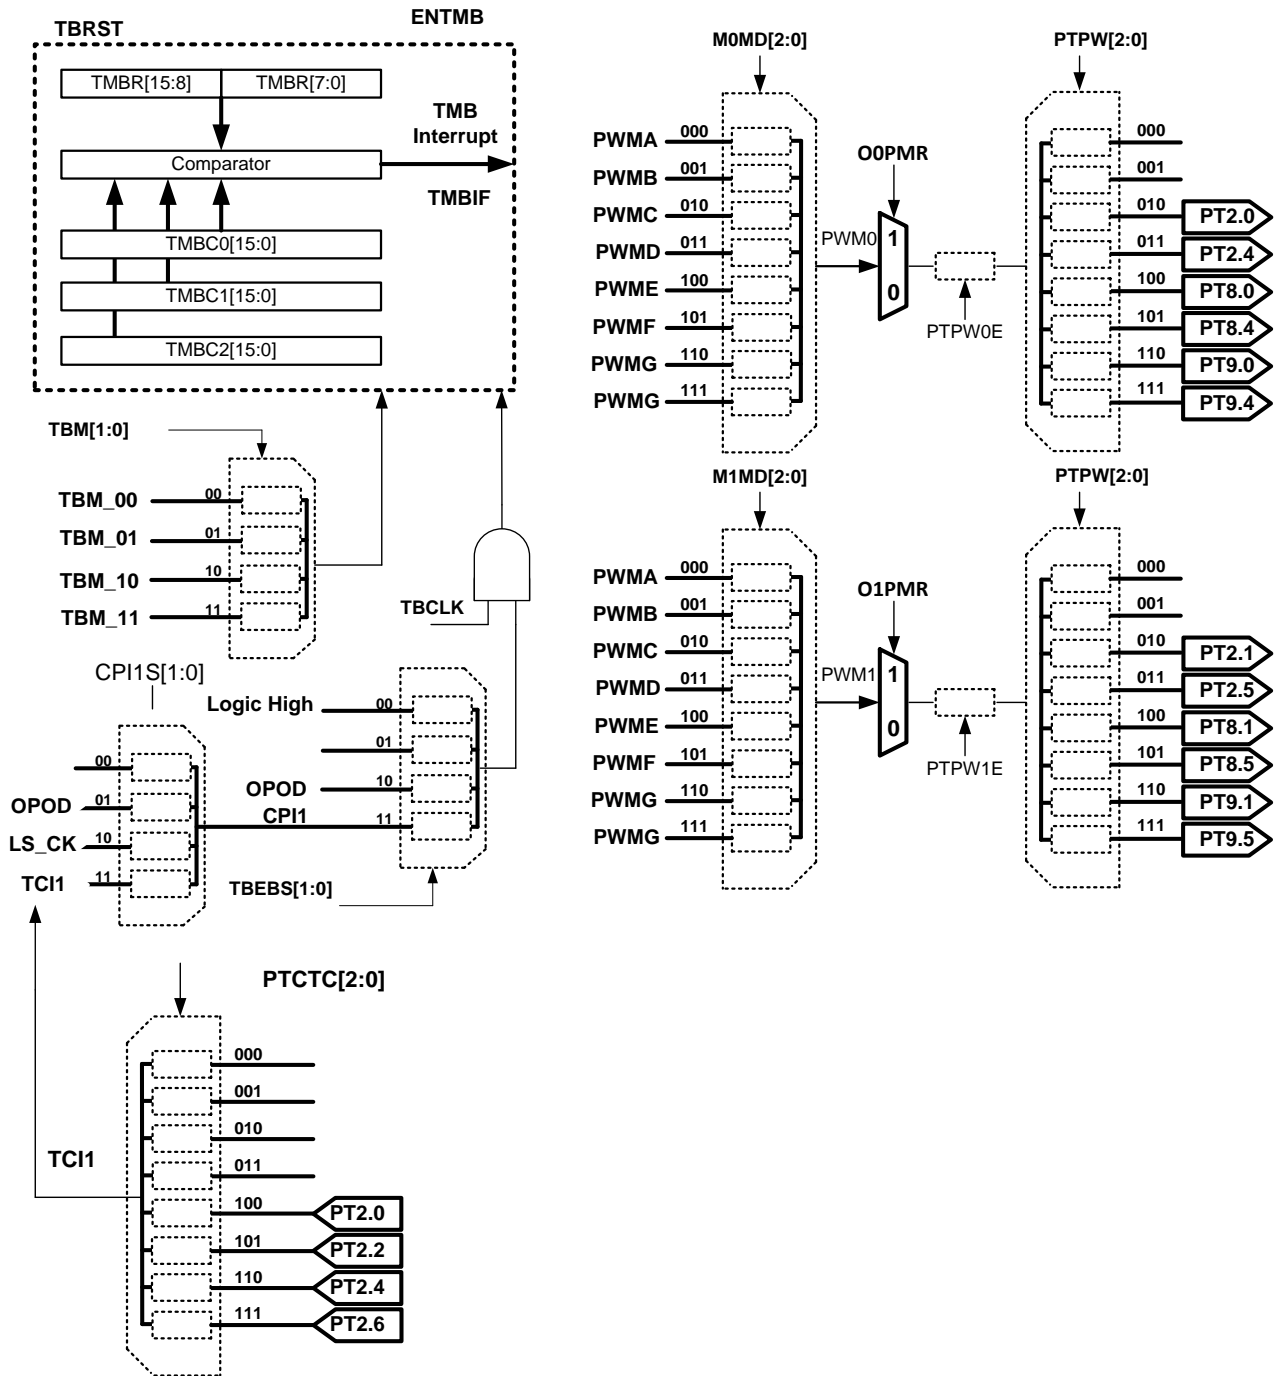 TBRST
ENTMB
TMBR[15:8]
TMBR[7:0]
TMB
Interrupt
Comparator
TMBIF
TMBC0[15:0]
TMBC1[15:0]
TMBC2[15:0]
TBM[1:0]
TBM_00
00
TBM_01
01
TBM_10
10
TBM_11
11
TBCLK
CPI1S[1:0]
00
OPOD
01
LS_CK
10
TCI1
11
Logic High
00
01
OPOD
10
CPI1
11
TBEBS[1:0]
PTCTC[2:0]
TCI1
000
001
010
011
100
PT2.0
101
PT2.2
110
PT2.4
111
PT2.6
M0MD[2:0]
PWMA
000
PWMB
001
PWMC
010
PWMD
011
PWME
100
PWMF
101
PWMG
110
PWMG
111
O0PMR
PWM0
1
0
PTPW0E
PTPW[2:0]
000
001
010
PT2.0
011
PT2.4
100
PT8.0
101
PT8.4
110
PT9.0
111
PT9.4
M1MD[2:0]
PWMA
000
PWMB
001
PWMC
010
PWMD
011
PWME
100
PWMF
101
PWMG
110
PWMG
111
O1PMR
PWM1
1
0
PTPW1E
PTPW[2:0]
000
001
010
PT2.1
011
PT2.5
100
PT8.1
101
PT8.5
110
PT9.1
111
PT9.5